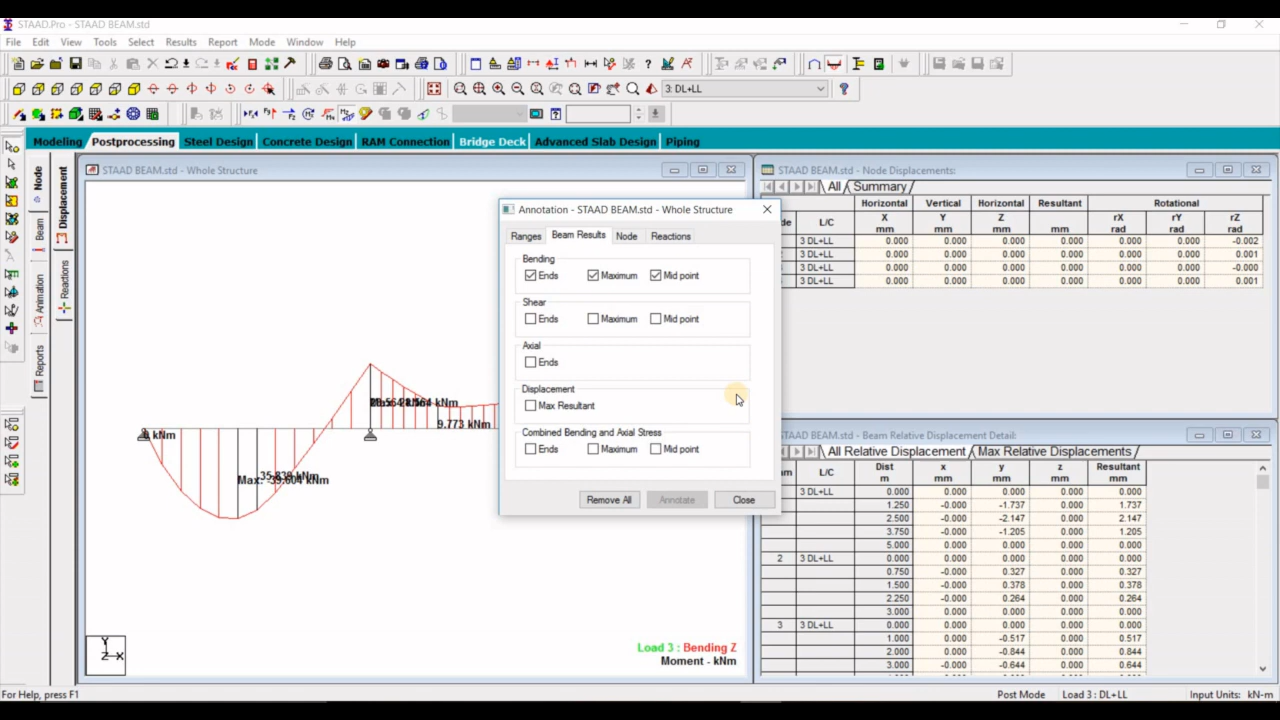 STAAD.Pro - STAAD BEAM.std
File Edit View Tools Select Results Report Mode Window Help
3: DL+LL
Modeling Postprocessing Steel Design Concrete Design RAM Connection Bridge Deck Advanced Slab Design Piping
Node
Beam
Animation
Reports
Displacement
Reactions
STAAD BEAM.std - Whole Structure
0 kNm
Max: -39.604 kNm
9.773 kNm
Load 3 : Bending Z
Moment - kNm
Annotation - STAAD BEAM.std - Whole Structure
Ranges Beam Results Node Reactions
Bending
Ends Maximum Mid point
Shear
Ends Maximum Mid point
Axial
Ends
Displacement
Max Resultant
Combined Bending and Axial Stress
Ends Maximum Mid point
Remove All Annotate Close
STAAD BEAM.std - Node Displacements:
All Summary
Horizontal Vertical Horizontal Resultant Rotational
de L/C X mm Y mm Z mm mm rX rad rY rad rZ rad
3 DL+LL 0.000 0.000 0.000 0.000 0.000 0.000 -0.002
3 DL+LL 0.000 0.000 0.000 0.000 0.000 0.000 0.001
3 DL+LL 0.000 0.000 0.000 0.000 0.000 0.000 -0.000
3 DL+LL 0.000 0.000 0.000 0.000 0.000 0.000 0.001
TAAD BEAM.std - Beam Relative Displacement Detail:
All Relative Displacement Max Relative Displacements
am L/C Dist m x mm y mm z mm Resultant mm
3 DL+LL 0.000 0.000 0.000 0.000 0.000
1.250 -0.000 -1.737 0.000 1.737
2.500 -0.000 -2.147 0.000 2.147
3.750 -0.000 -1.205 0.000 1.205
5.000 -0.000 0.000 0.000 0.000
2 3 DL+LL 0.000 0.000 0.000 0.000 0.000
0.750 -0.000 0.327 0.000 0.327
1.500 -0.000 0.378 0.000 0.378
2.250 -0.000 0.264 0.000 0.264
3.000 0.000 0.000 0.000 0.000
3 3 DL+LL 0.000 0.000 0.000 0.000 0.000
1.000 0.000 -0.517 0.000 0.517
2.000 0.000 -0.844 0.000 0.844
3.000 -0.000 -0.644 0.000 0.644
Y
Z X
For Help, press F1
Post Mode Load 3 : DL+LL Input Units: kN-m